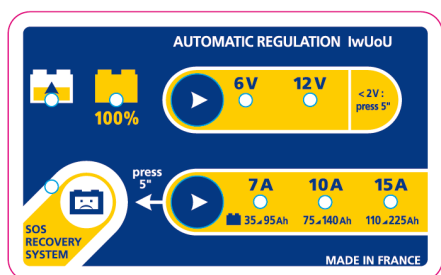 AUTOMATIC REGULATION IwUoU
6V 12V
< 2V :
press 5"
100%
press
5"
7A 10A 15A
35◢95Ah 75◢140Ah 110◢225Ah
SOS
RECOVERY
SYSTEM
MADE IN FRANCE